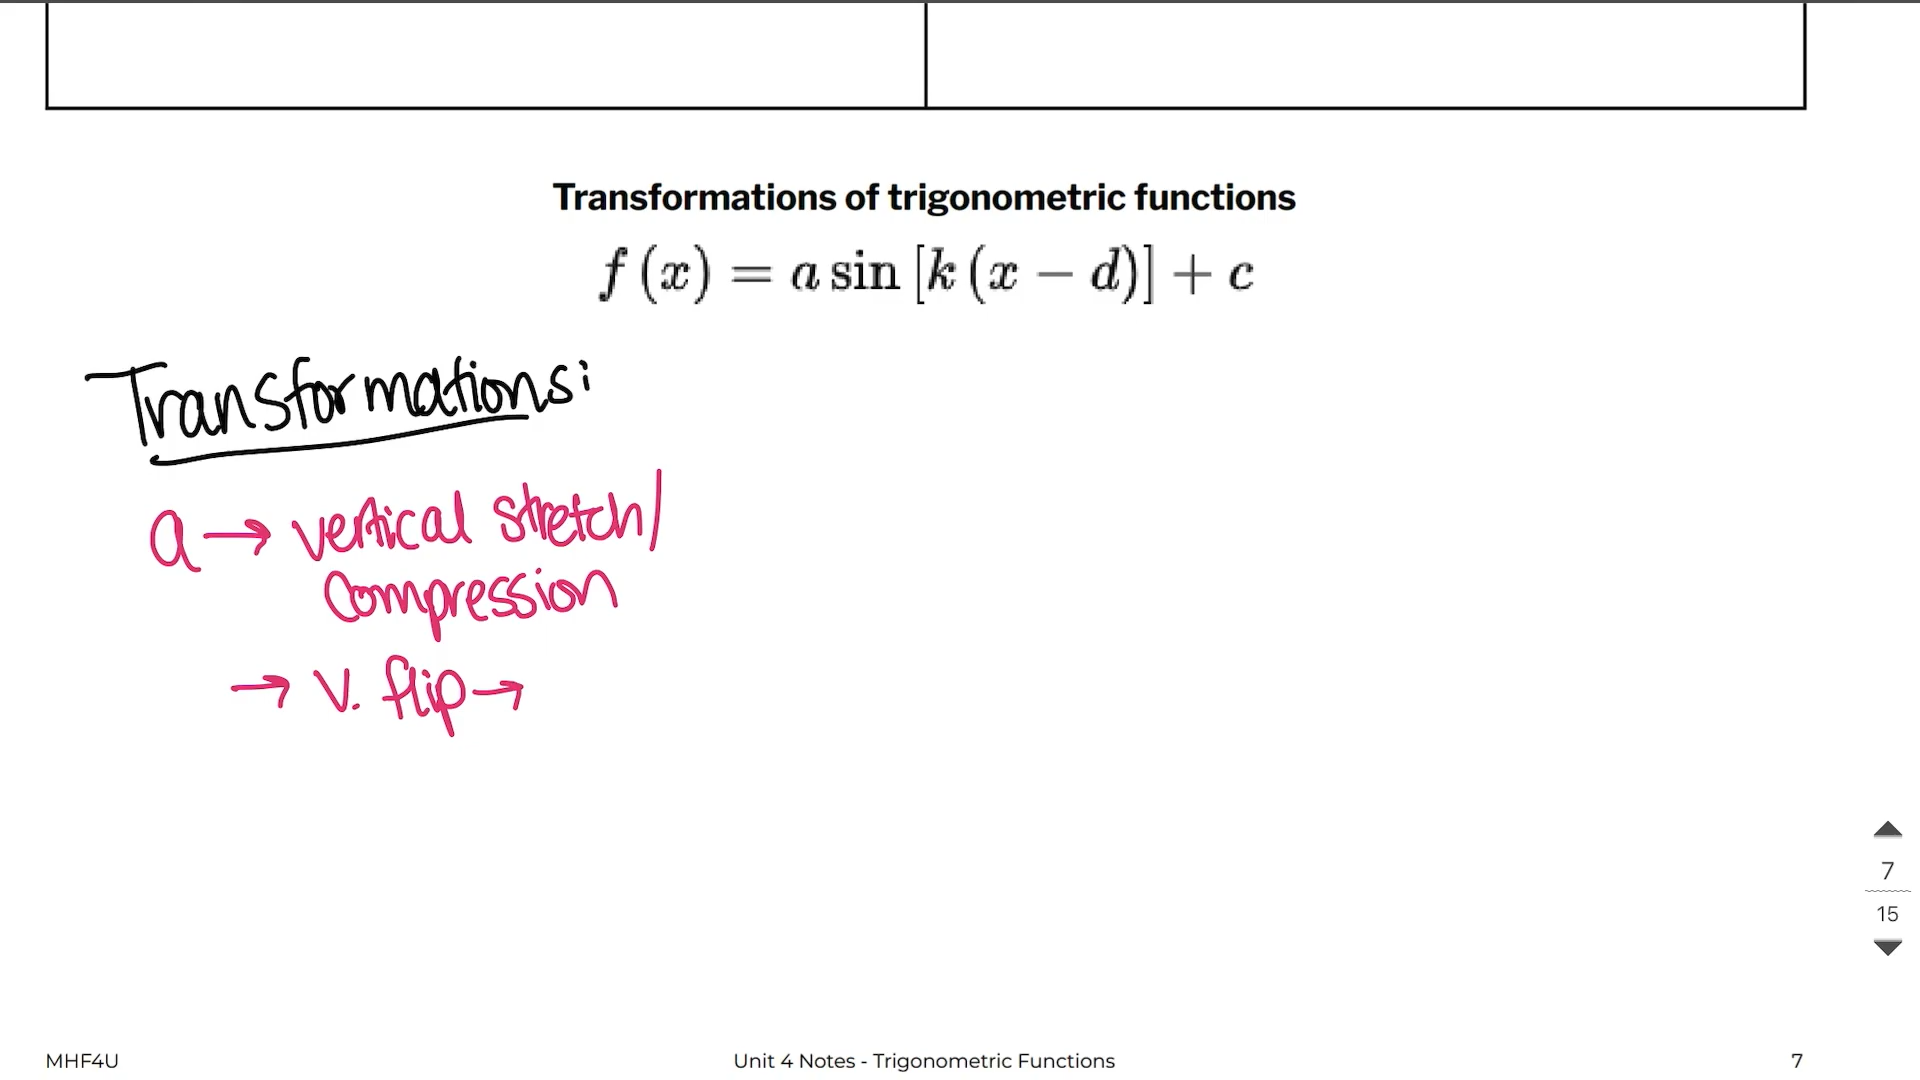 Transformations of trigonometric functions
f (x) = a sin [k (x − d)] + c
Transformations:
a → vertical stretch/
compression
→ v. flip →
7
15
MHF4U
Unit 4 Notes - Trigonometric Functions
7